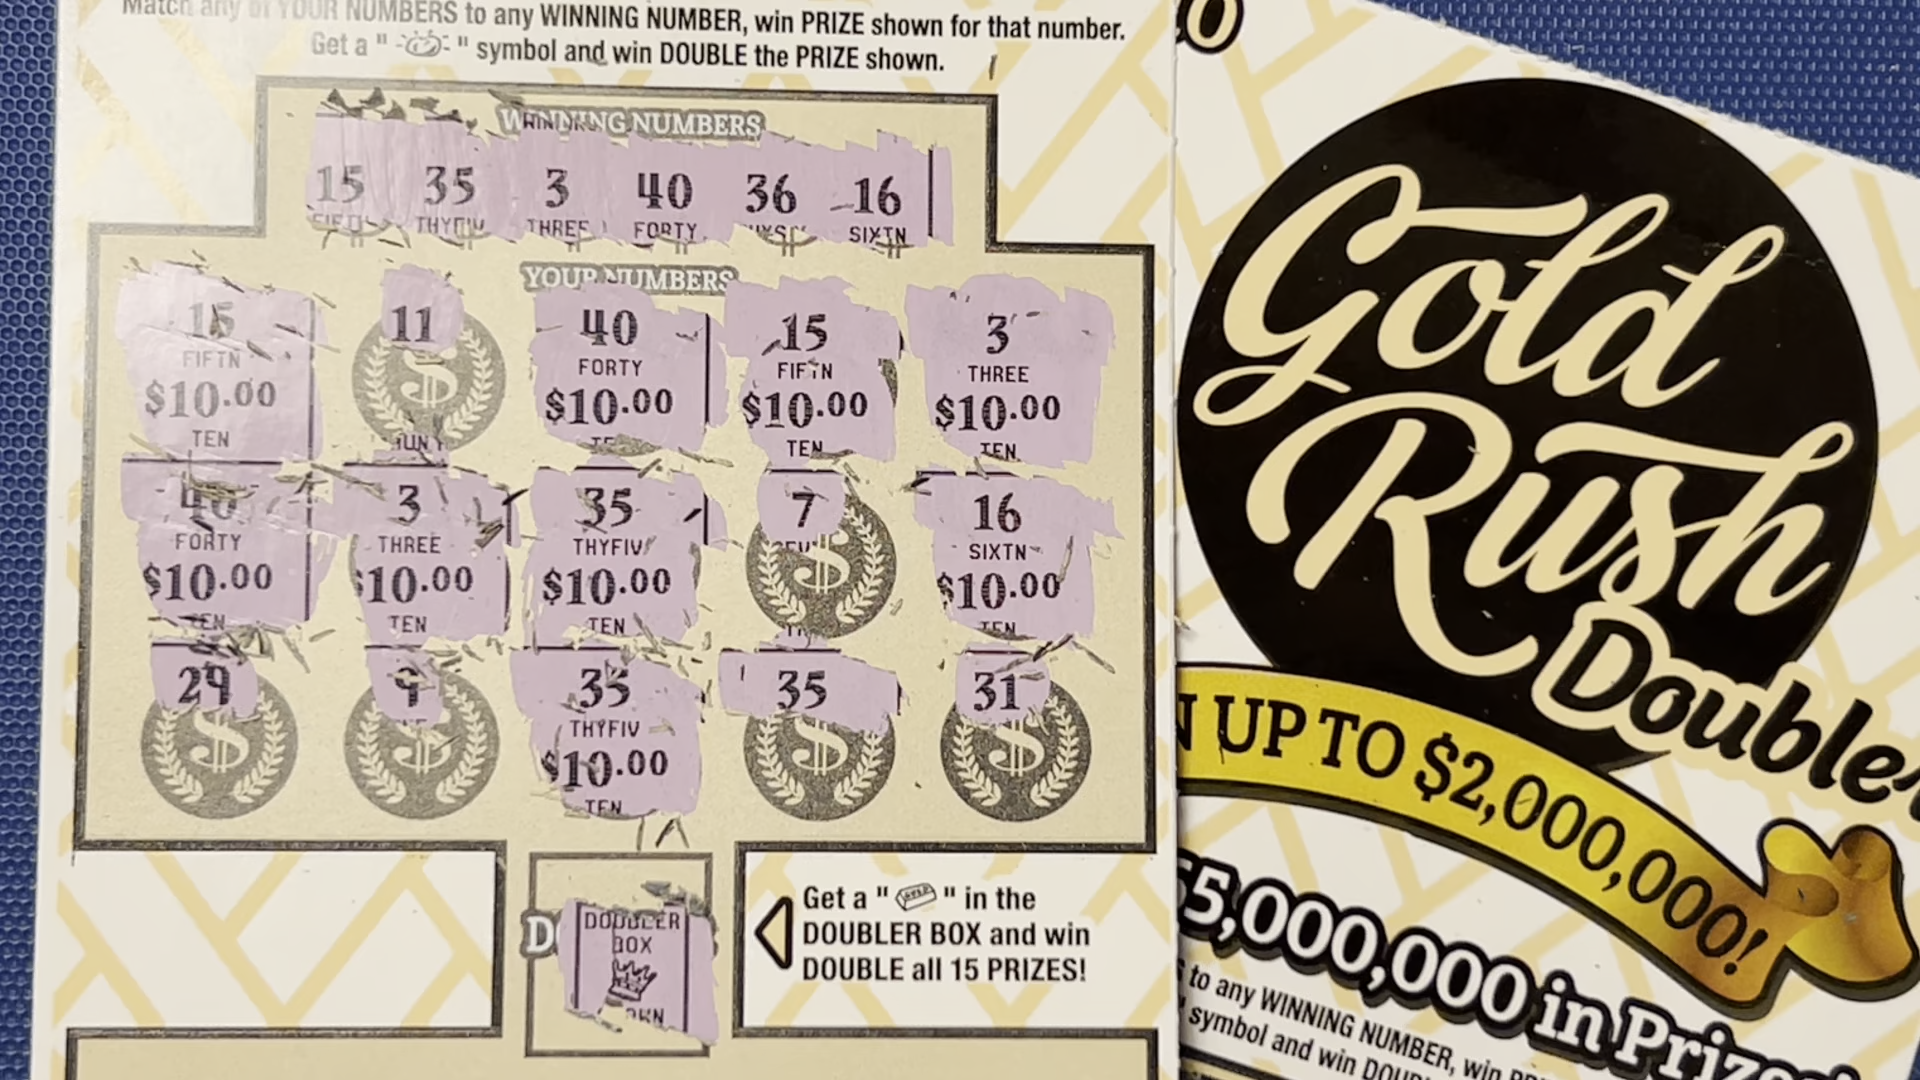 Match any of YOUR NUMBERS to any WINNING NUMBER, win PRIZE shown for that number.
Get a " " symbol and win DOUBLE the PRIZE shown.
WINNING NUMBERS
15 35 3 40 36 16
THYFIV THREE FORTY SIXTN
YOUR NUMBERS
15 11 40 15 3
FIFTN FORTY FIFTN THREE
$10.00 $10.00 $10.00 $10.00
TEN TEN TEN
40 3 35 7 16
FORTY THREE THYFIV SIXTN
$10.00 $10.00 $10.00 $10.00
TEN TEN TEN TEN
29 9 35 35 31
THYFIV
$10.00
TEN
DOUBLER
BOX
Get a " " in the
DOUBLER BOX and win
DOUBLE all 15 PRIZES!
Gold
Rush
Doubler
UP TO $2,000,000!
5,000,000 in Prizes
to any WINNING NUMBER, win
symbol and win